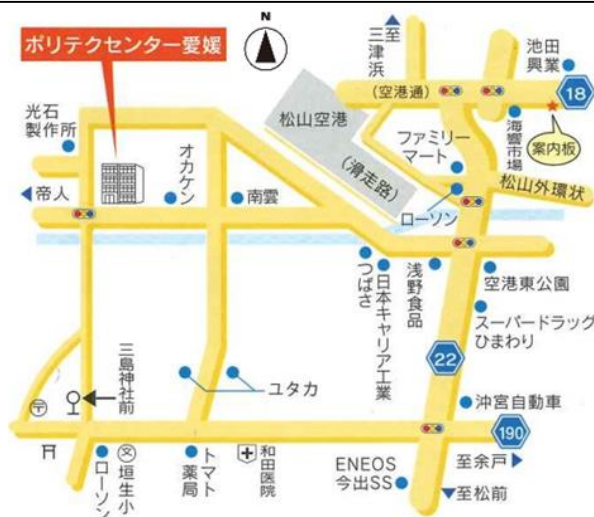 N
ポリテクセンター愛媛
至三津浜
池田
興業
(空港通)
18
光石
製作所
松山空港
(滑走路)
ファミリー
マート
海響市場
案内板
オカケン
帝人
南雲
ローソン
松山外環状
つばさ
日本キャリア工業
浅野食品
空港東公園
スーパードラッグ
ひまわり
22
三島神社前
ユタカ
沖宮自動車
〒
190
文
ローソン
垣生小
トマト
薬局
和田医院
ENEOS
今出SS
至余戸
至松前